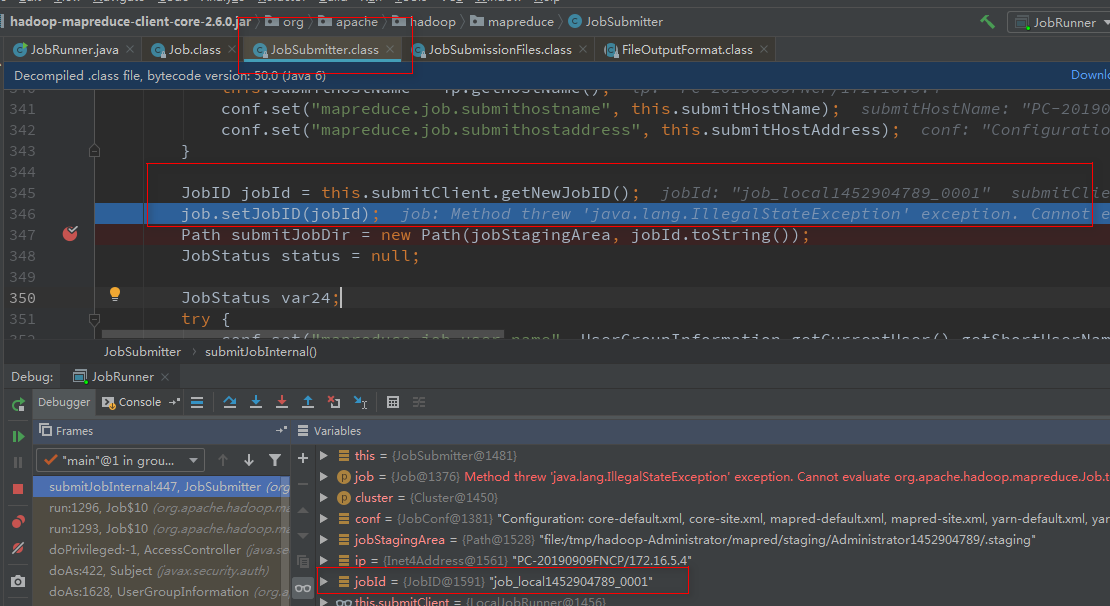 hadoop-mapreduce-client-core-2.6.0.jar org apache hadoop mapreduce JobSubmitter JobRunner
JobRunner.java Job.class JobSubmitter.class JobSubmissionFiles.class FileOutputFormat.class
Decompiled .class file, bytecode version: 50.0 (Java 6) Downlo
341 conf.set("mapreduce.job.submithostname", this.submitHostName); submitHostName: "PC-20190
342 conf.set("mapreduce.job.submithostaddress", this.submitHostAddress); conf: "Configuratio
343 }
344
345 JobID jobId = this.submitClient.getNewJobID(); jobId: "job_local1452904789_0001" submitClie
346 job.setJobID(jobId); job: Method threw 'java.lang.IllegalStateException' exception. Cannot e
347 Path submitJobDir = new Path(jobStagingArea, jobId.toString());
348 JobStatus status = null;
349
350 JobStatus var24;
351 try {
JobSubmitter submitJobInternal()
Debug: JobRunner
Debugger Console
Frames Variables
"main"@1 in grou...
submitJobInternal:447, JobSubmitter (org
run:1296, Job$10 (org.apache.hadoop.ma
run:1293, Job$10 (org.apache.hadoop.ma
doPrivileged:-1, AccessController (java.se
doAs:422, Subject (javax.security.auth)
doAs:1628, UserGroupInformation (org.a
this = {JobSubmitter@1481}
job = {Job@1376} Method threw 'java.lang.IllegalStateException' exception. Cannot evaluate org.apache.hadoop.mapreduce.Job.t
cluster = {Cluster@1450}
conf = {JobConf@1381} "Configuration: core-default.xml, core-site.xml, mapred-default.xml, mapred-site.xml, yarn-default.xml, yar
jobStagingArea = {Path@1528} "file:/tmp/hadoop-Administrator/mapred/staging/Administrator1452904789/.staging"
ip = {Inet4Address@1561} "PC-20190909FNCP/172.16.5.4"
jobId = {JobID@1591} "job_local1452904789_0001"
this.submitClient = {LocalJobRunner@1456}